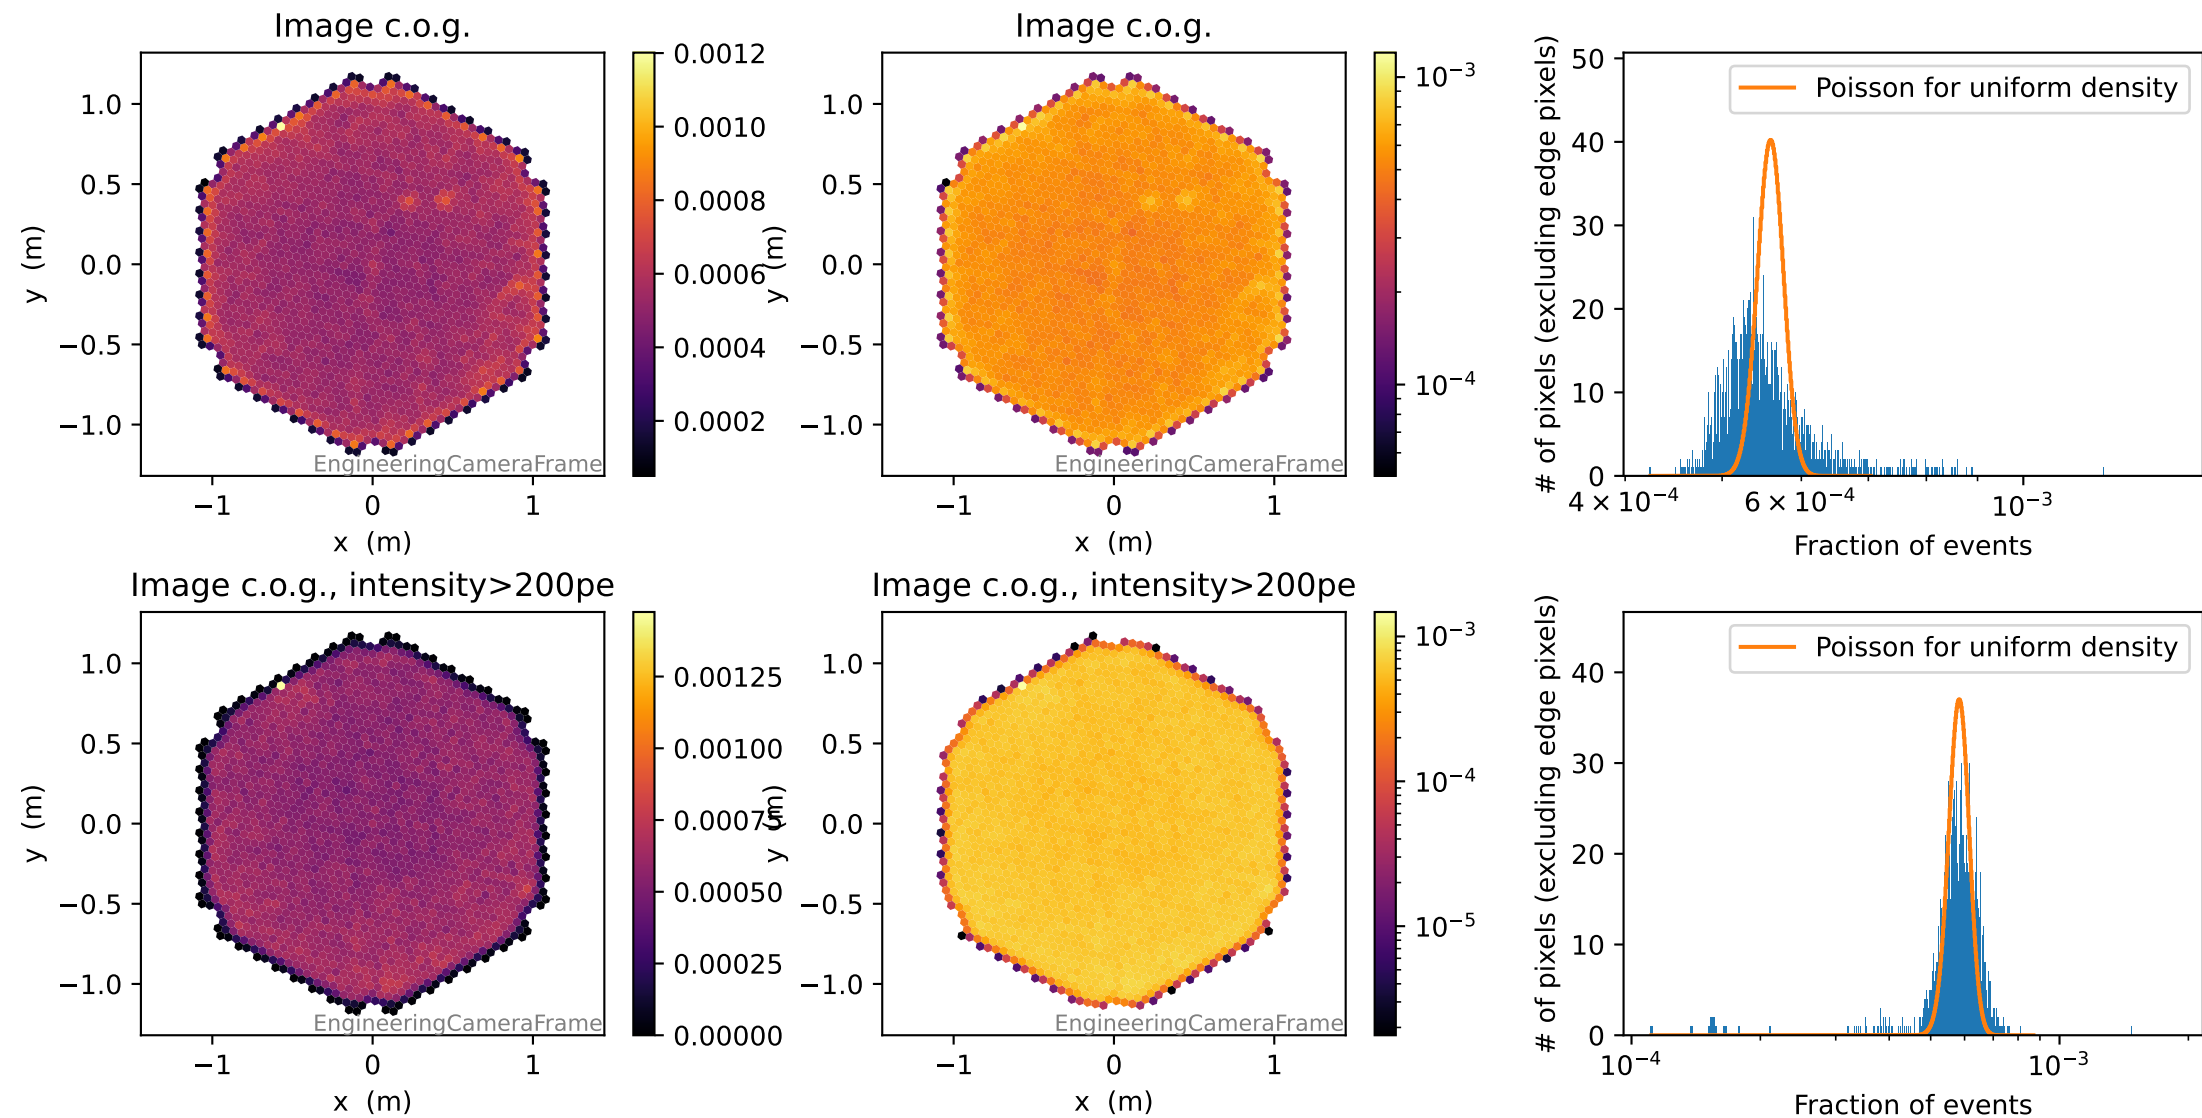 Image c.o.g.
y (m)
1.0
0.5
0.0
−0.5
−1.0
EngineeringCameraFrame
−1 0 1
x (m)
0.0012
0.0010
0.0008
0.0006
0.0004
0.0002
Image c.o.g.
y (m)
1.0
0.5
0.0
−0.5
−1.0
EngineeringCameraFrame
−1 0 1
x (m)
10⁻³
10⁻⁴
# of pixels (excluding edge pixels)
50
40
30
20
10
0
Poisson for uniform density
4 × 10⁻⁴ 6 × 10⁻⁴ 10⁻³
Fraction of events
Image c.o.g., intensity>200pe
y (m)
1.0
0.5
0.0
−0.5
−1.0
EngineeringCameraFrame
−1 0 1
x (m)
0.00125
0.00100
0.00075
0.00050
0.00025
0.00000
Image c.o.g., intensity>200pe
y (m)
1.0
0.5
0.0
−0.5
−1.0
EngineeringCameraFrame
−1 0 1
x (m)
10⁻³
10⁻⁴
10⁻⁵
# of pixels (excluding edge pixels)
40
30
20
10
0
Poisson for uniform density
10⁻⁴ 10⁻³
Fraction of events